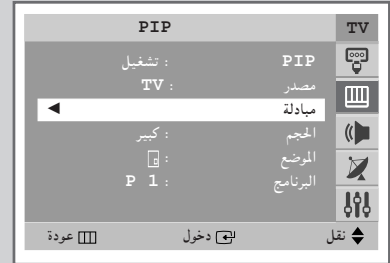 PIP TV
PIP : تشغيل
مصدر : TV
مبادلة
الحجم : كبير
الموضع :
البرنامج : P 1
نقل دخول عودة